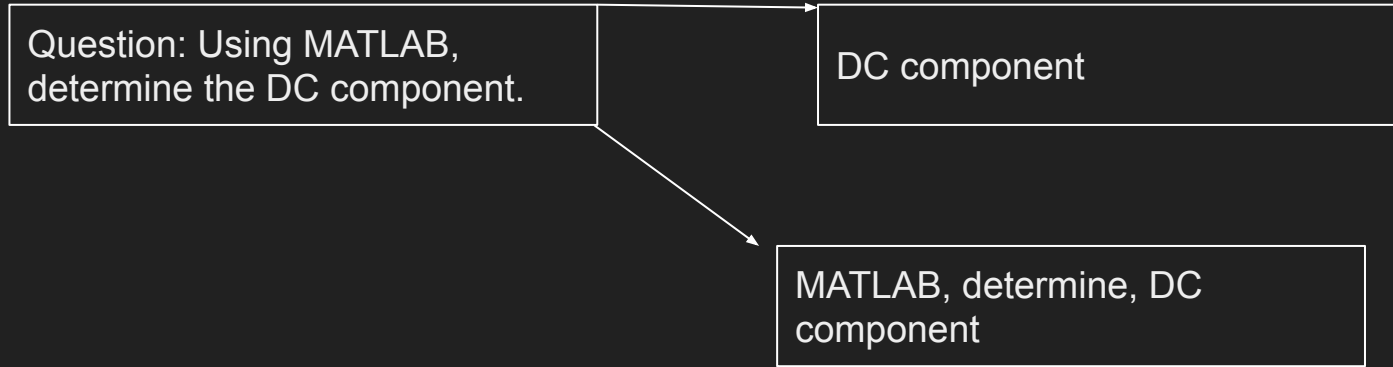 Question: Using MATLAB,
determine the DC component.
DC component
MATLAB, determine, DC
component